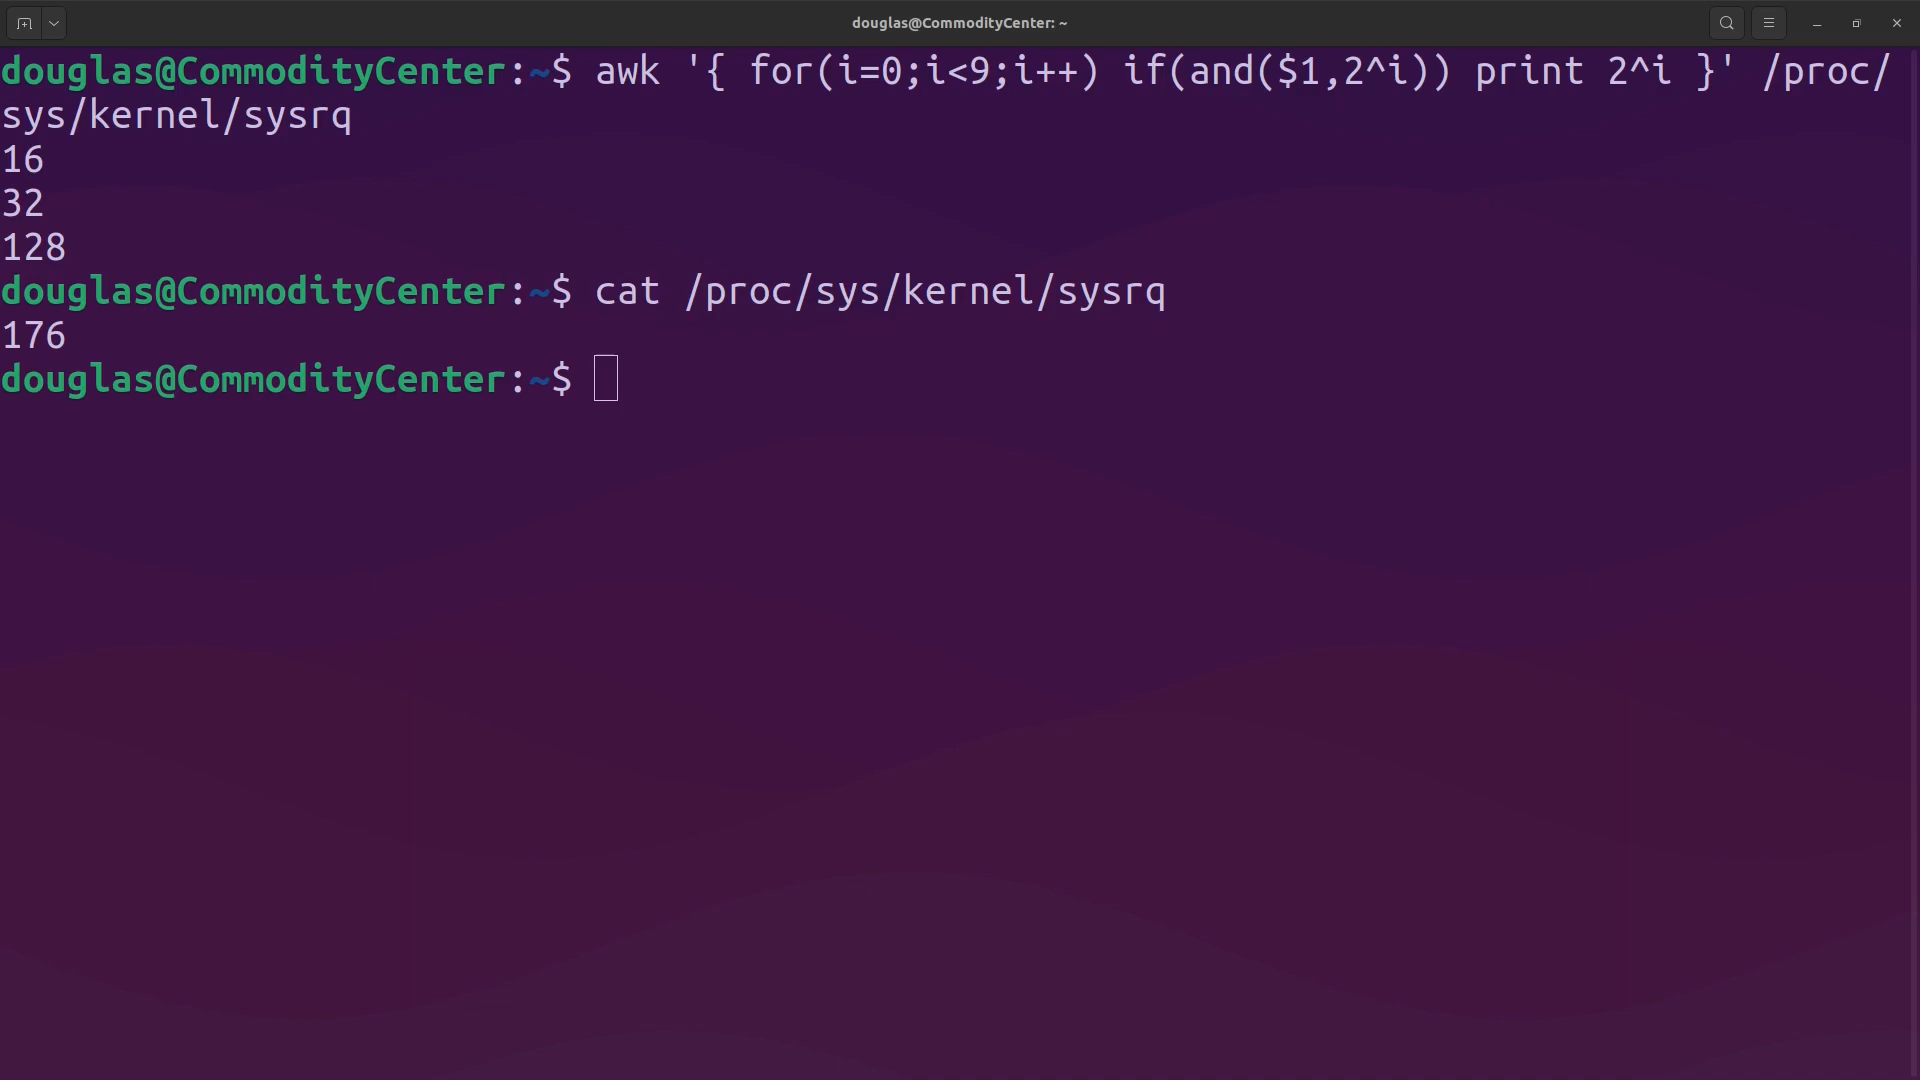 douglas@CommodityCenter: ~
douglas@CommodityCenter:~$ awk '{ for(i=0;i<9;i++) if(and($1,2^i)) print 2^i }' /proc/
sys/kernel/sysrq
16
32
128
douglas@CommodityCenter:~$ cat /proc/sys/kernel/sysrq
176
douglas@CommodityCenter:~$